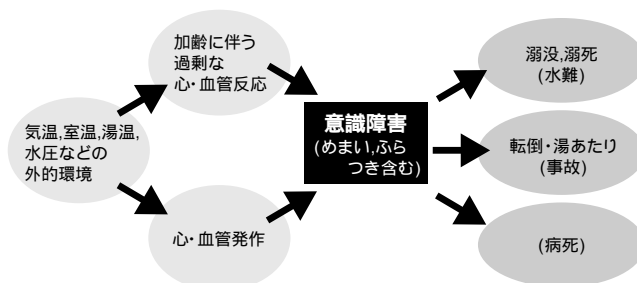 気温,室温,湯温,
水圧などの
外的環境
加齢に伴う
過剰な
心・血管反応
心・血管発作
意識障害
(めまい,ふら
つき含む)
溺没,溺死
(水難)
転倒・湯あたり
(事故)
(病死)